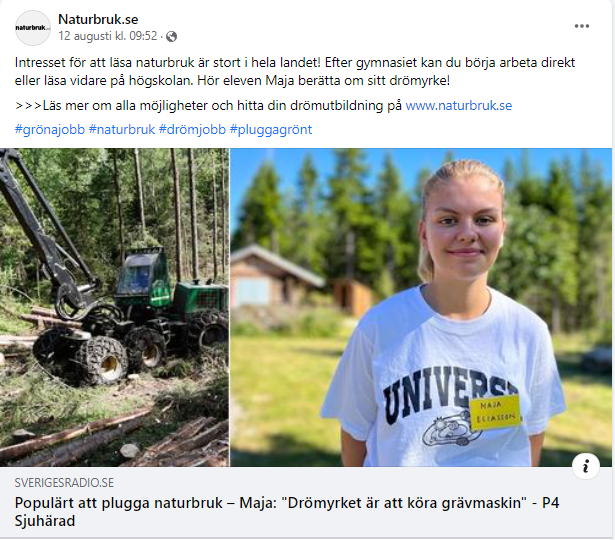 naturbruk.se
Naturbruk.se
12 augusti kl. 09:52 ·
Intresset för att läsa naturbruk är stort i hela landet! Efter gymnasiet kan du börja arbeta direkt
eller läsa vidare på högskolan. Hör eleven Maja berätta om sitt drömyrke!
>>>Läs mer om alla möjligheter och hitta din drömutbildning på www.naturbruk.se
#grönajobb #naturbruk #drömjobb #pluggagrönt
UNIVERS
MAJA
ELIASSON
SVERIGESRADIO.SE
Populärt att plugga naturbruk – Maja: "Drömyrket är att köra grävmaskin" - P4
Sjuhärad